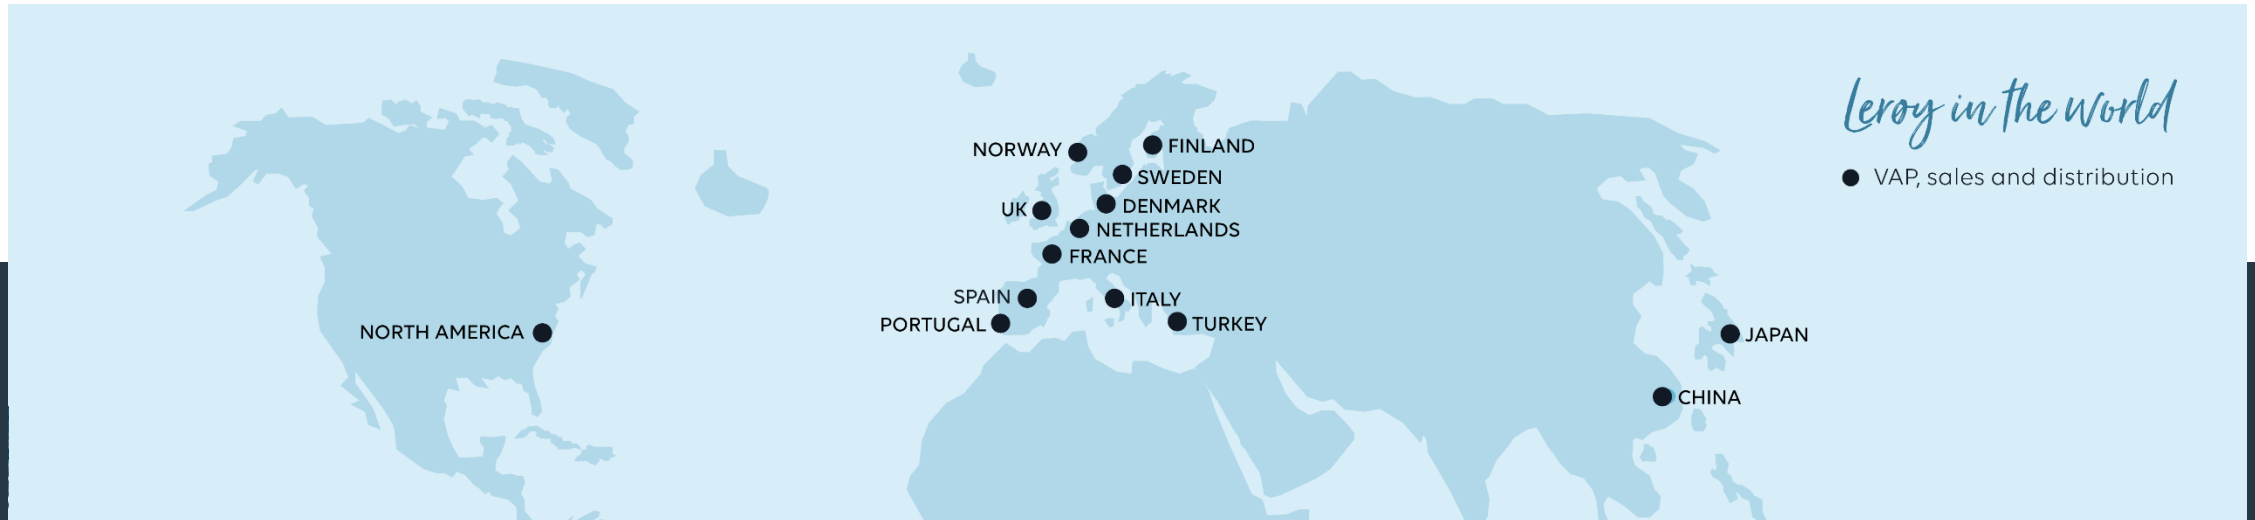 Lerøy in the world
VAP, sales and distribution
NORWAY
FINLAND
SWEDEN
UK
DENMARK
NETHERLANDS
FRANCE
SPAIN
ITALY
PORTUGAL
TURKEY
NORTH AMERICA
JAPAN
CHINA